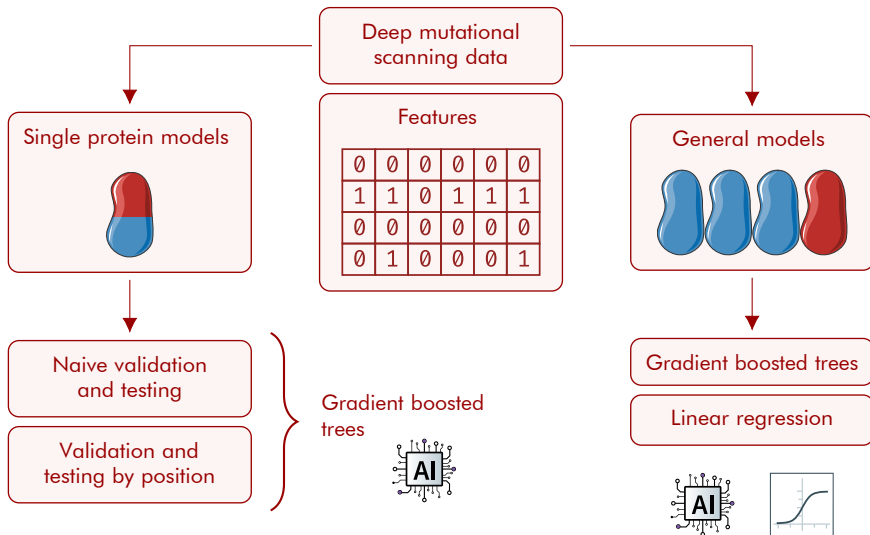 Deep mutational
scanning data
Single protein models
Features
0 0 0 0 0 0
1 1 0 1 1 1
0 0 0 0 0 0
0 1 0 0 0 1
General models
Naive validation
and testing
Validation and
testing by position
Gradient boosted
trees
AI
Gradient boosted trees
Linear regression
AI